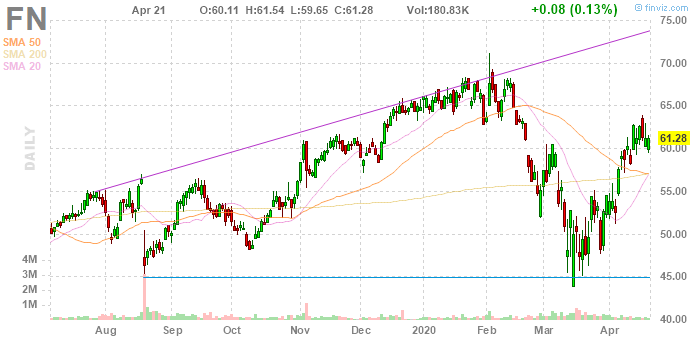 FN
Apr 21 O:60.11 H:61.54 L:59.65 C:61.28 Vol:180.83K +0.08 (0.13%)
© finviz.com
SMA 50
SMA 200
SMA 20
DAILY
75.00
70.00
65.00
61.28
60.00
55.00
50.00
45.00
40.00
4M
3M
2M
1M
Aug Sep Oct Nov Dec 2020 Feb Mar Apr